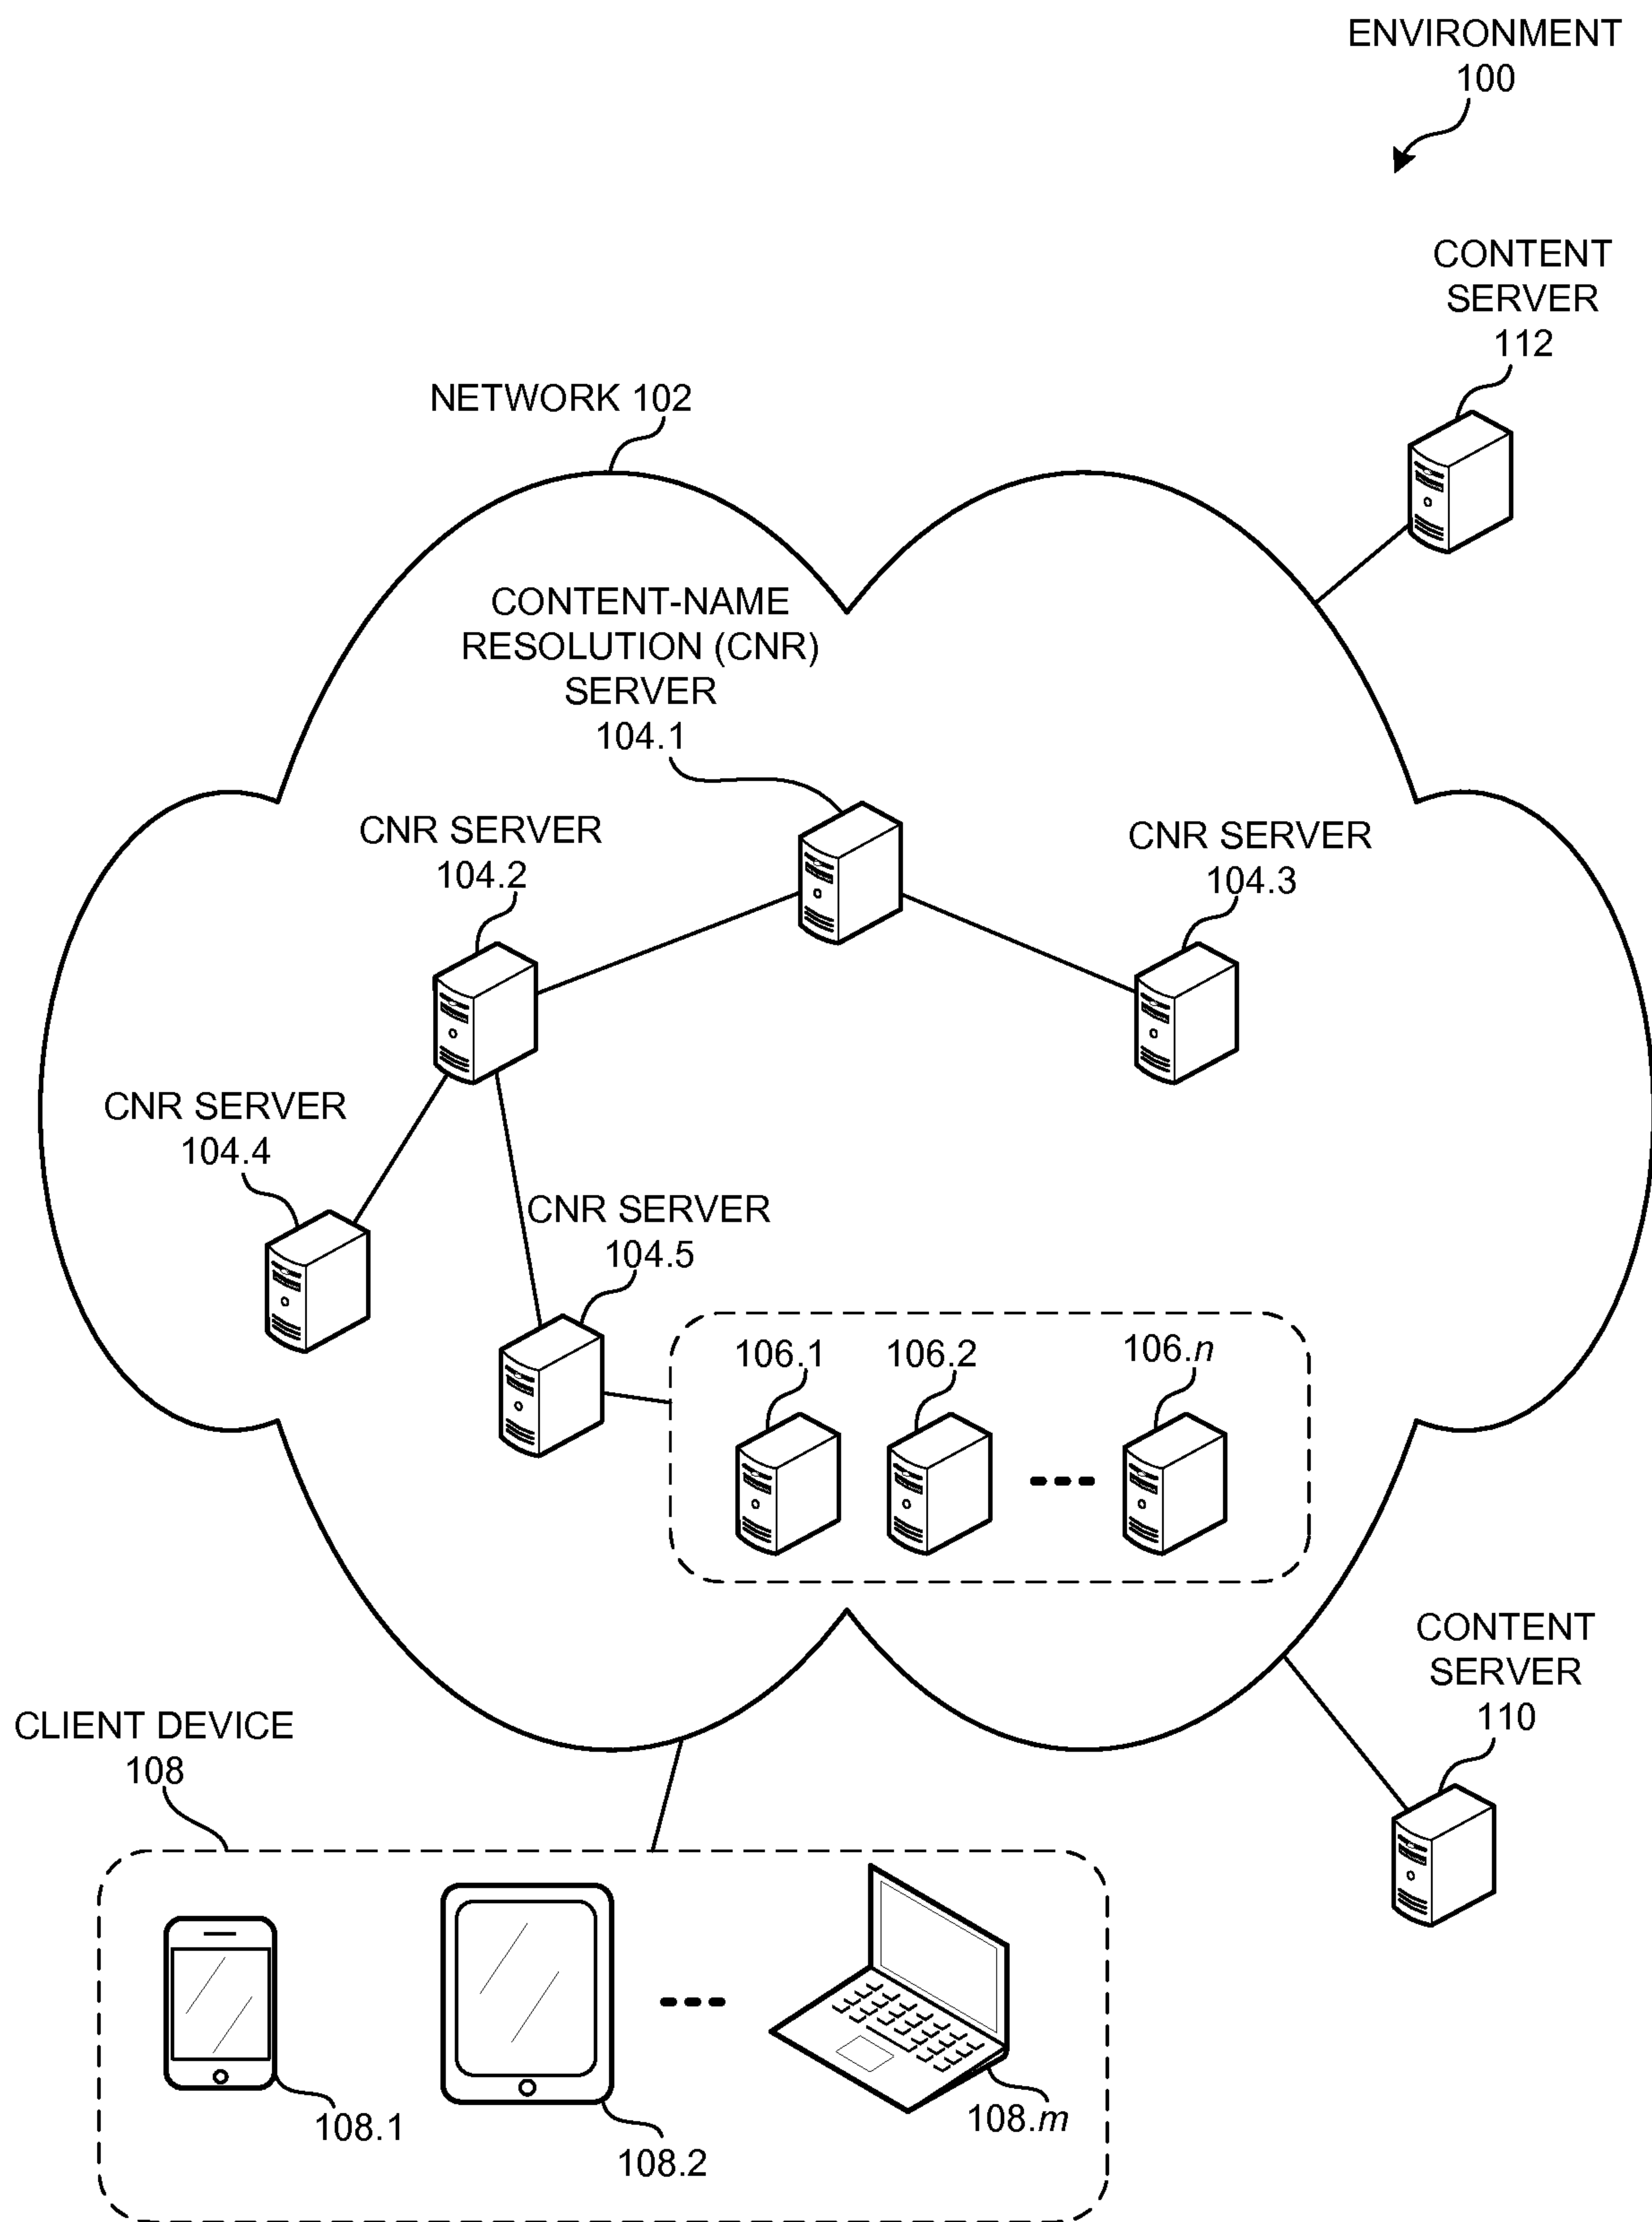 ENVIRONMENT
100
CONTENT
SERVER
112
NETWORK 102
CONTENT-NAME
RESOLUTION (CNR)
SERVER
104.1
CNR SERVER
104.2
CNR SERVER
104.3
CNR SERVER
104.4
CNR SERVER
104.5
106.1
106.2
106.n
CONTENT
SERVER
110
CLIENT DEVICE
108
108.1
108.2
108.m